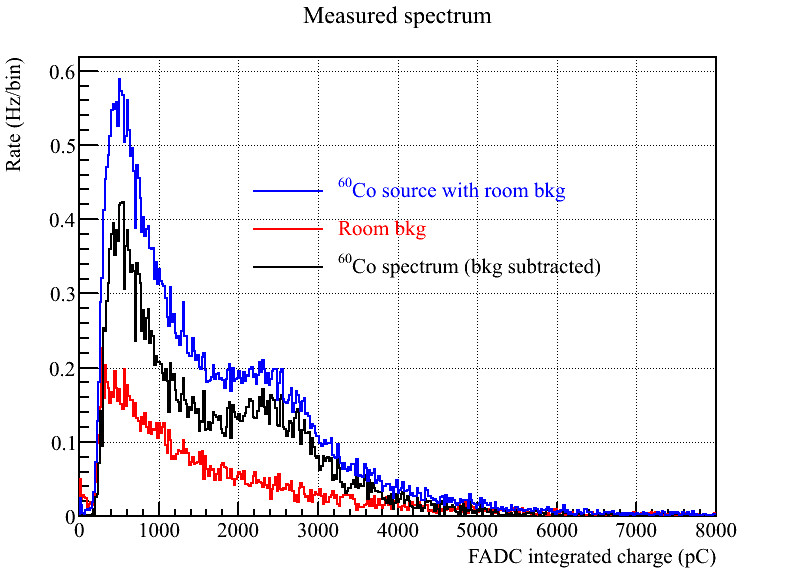 Measured spectrum
Rate (Hz/bin)
0.6
0.5
0.4
0.3
0.2
0.1
0
⁶⁰Co source with room bkg
Room bkg
⁶⁰Co spectrum (bkg subtracted)
0 1000 2000 3000 4000 5000 6000 7000 8000
FADC integrated charge (pC)